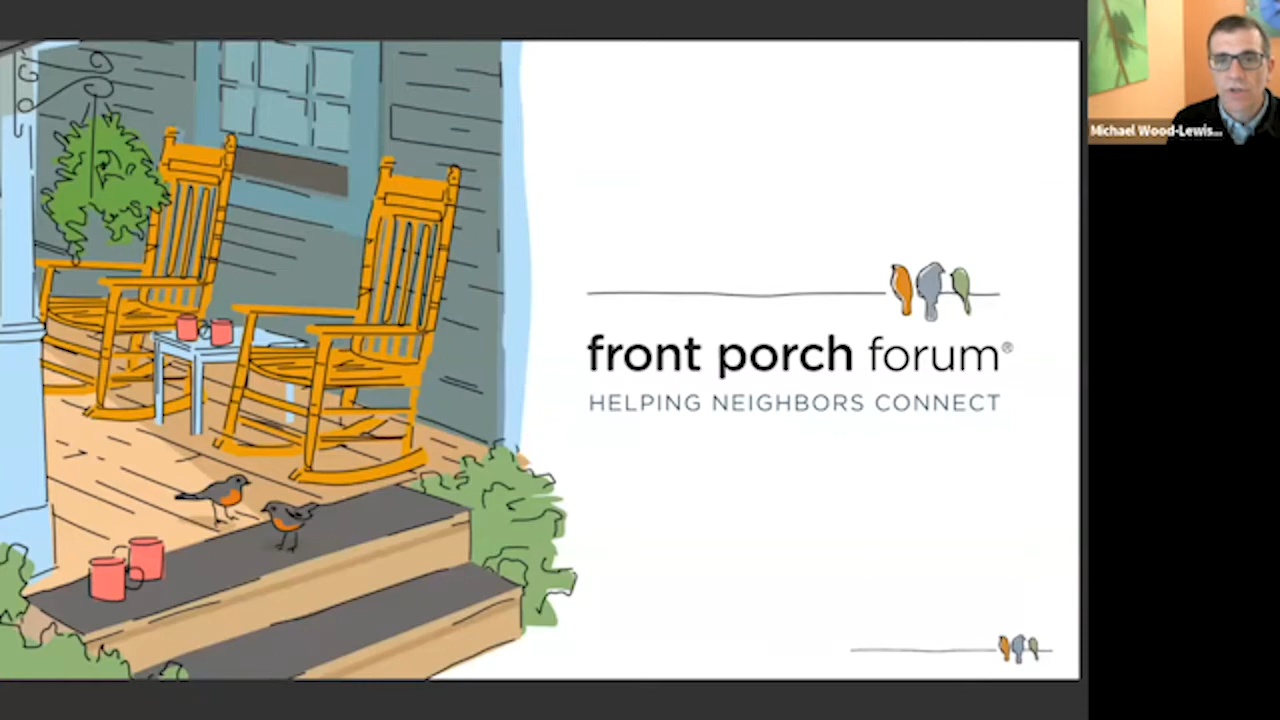 Michael Wood-Lewis...
front porch forum®
HELPING NEIGHBORS CONNECT